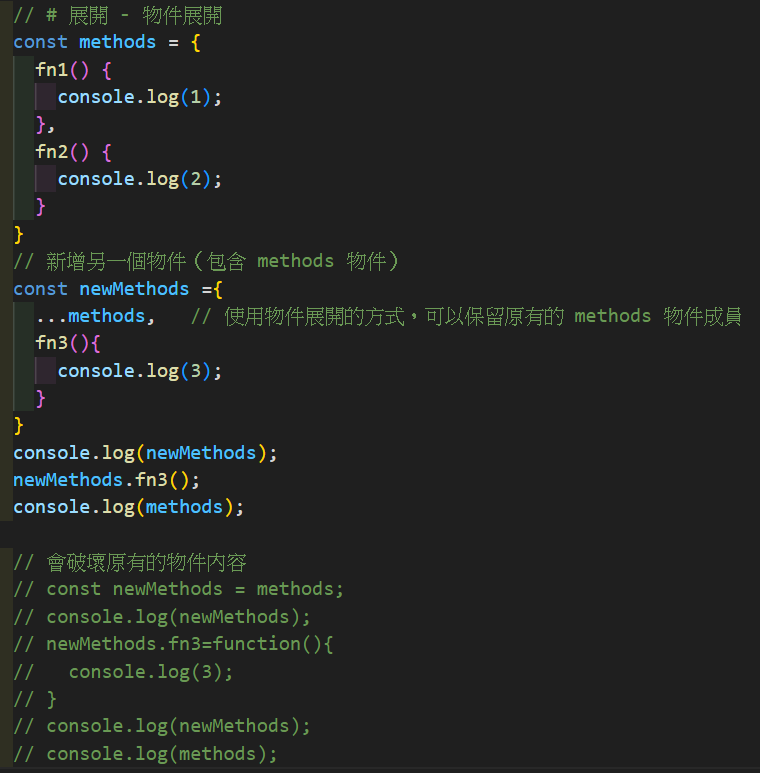 // # 展開 - 物件展開
const methods = {
  fn1() {
    console.log(1);
  },
  fn2() {
    console.log(2);
  }
}
// 新增另一個物件（包含 methods 物件）
const newMethods ={
  ...methods,   // 使用物件展開的方式，可以保留原有的 methods 物件成員
  fn3(){
    console.log(3);
  }
}
console.log(newMethods);
newMethods.fn3();
console.log(methods);

// 會破壞原有的物件內容
// const newMethods = methods;
// console.log(newMethods);
// newMethods.fn3=function(){
//   console.log(3);
// }
// console.log(newMethods);
// console.log(methods);